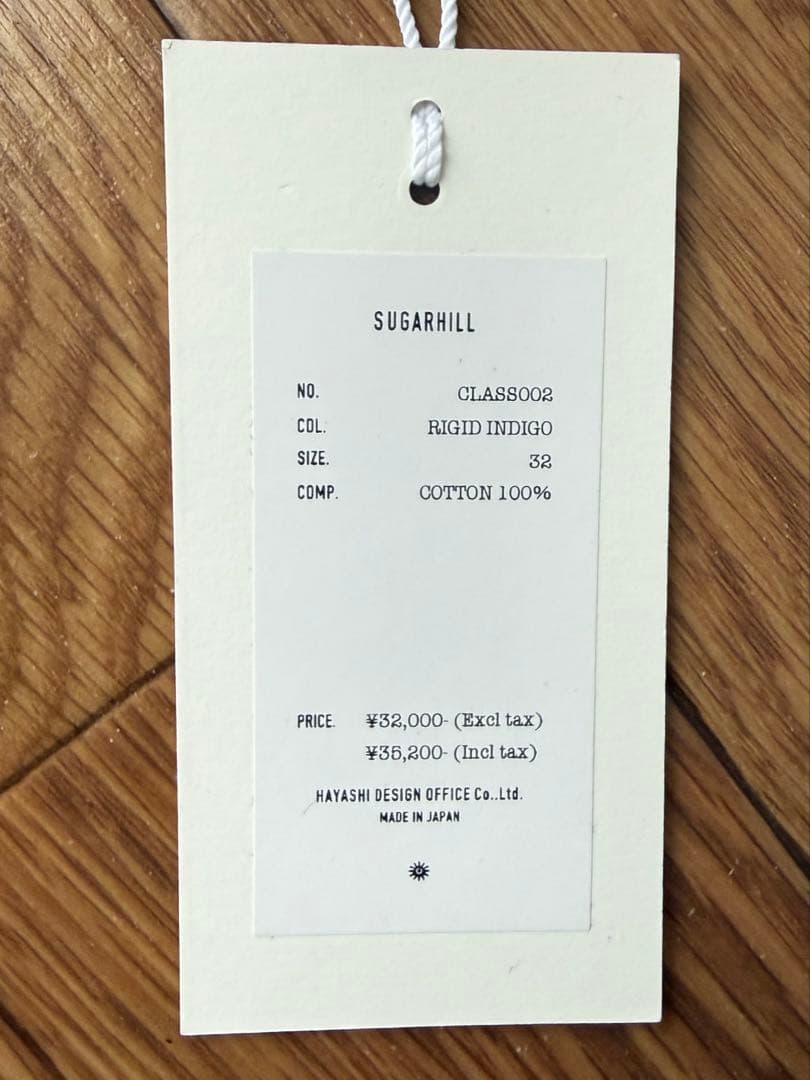 SUGARHILL
NO. CLASS002
COL. RIGID INDIGO
SIZE. 32
COMP. COTTON 100%
PRICE. ¥32,000- (Excl tax)
¥35,200- (Incl tax)
HAYASHI DESIGN OFFICE Co.,Ltd.
MADE IN JAPAN